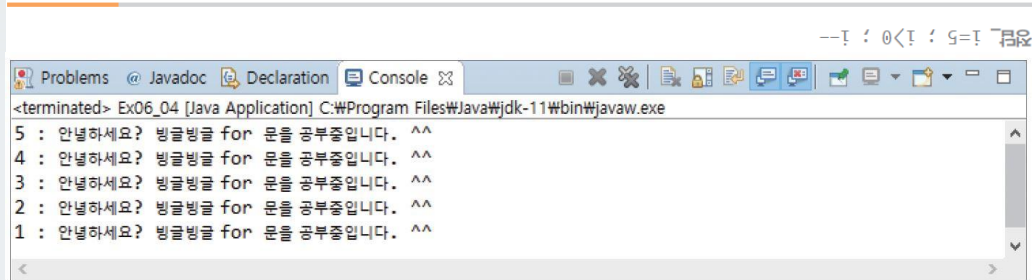 정답_ i=5 ; i>0 ; i--
Problems @ Javadoc Declaration Console
<terminated> Ex06_04 [Java Application] C:₩Program Files₩Java₩jdk-11₩bin₩javaw.exe
5 : 안녕하세요? 빙글빙글 for 문을 공부중입니다. ^^
4 : 안녕하세요? 빙글빙글 for 문을 공부중입니다. ^^
3 : 안녕하세요? 빙글빙글 for 문을 공부중입니다. ^^
2 : 안녕하세요? 빙글빙글 for 문을 공부중입니다. ^^
1 : 안녕하세요? 빙글빙글 for 문을 공부중입니다. ^^